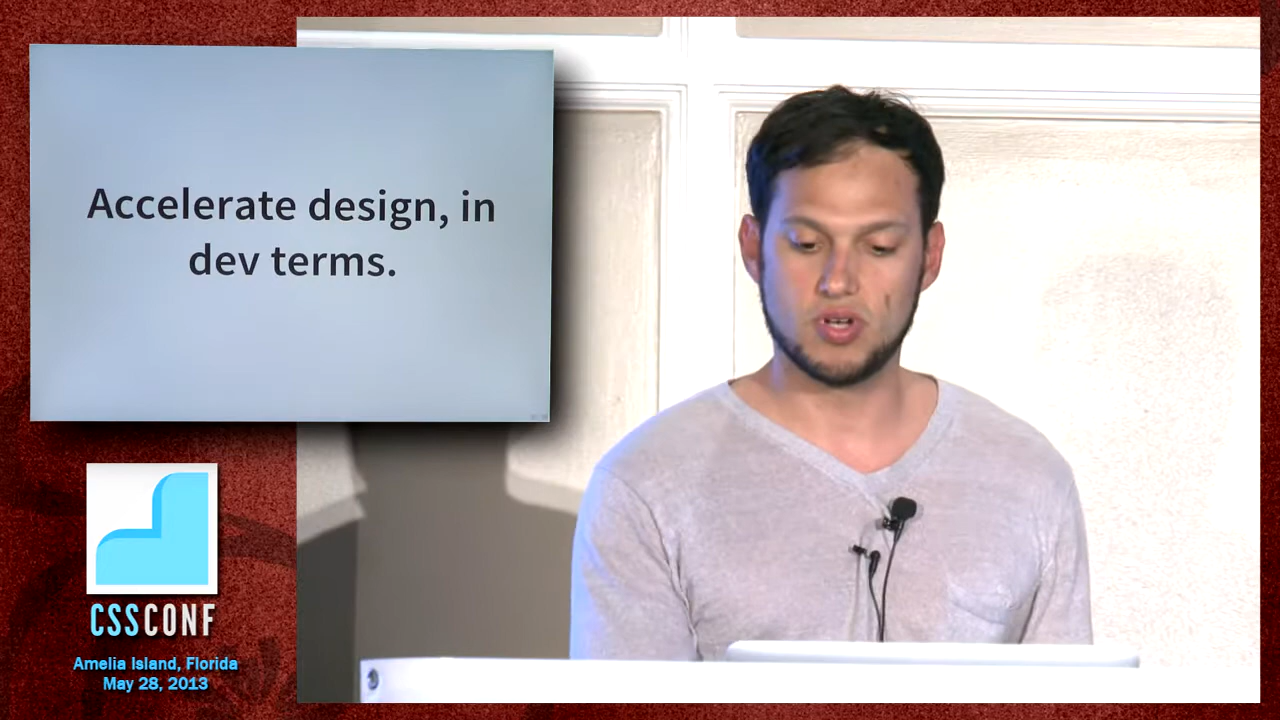 Accelerate design, in
dev terms.
CSSCONF
Amelia Island, Florida
May 28, 2013